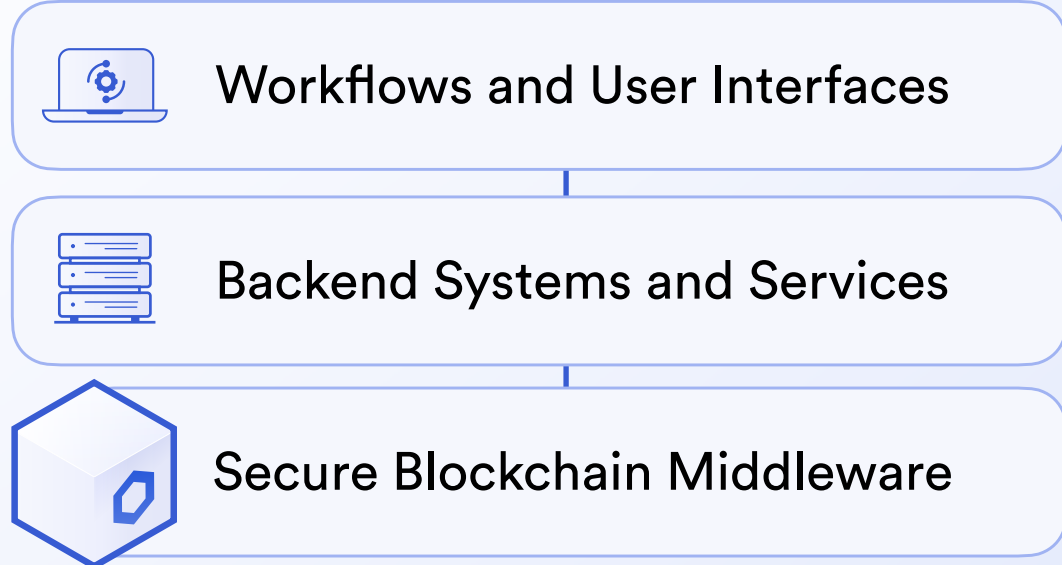 Workflows and User Interfaces
Backend Systems and Services
Secure Blockchain Middleware